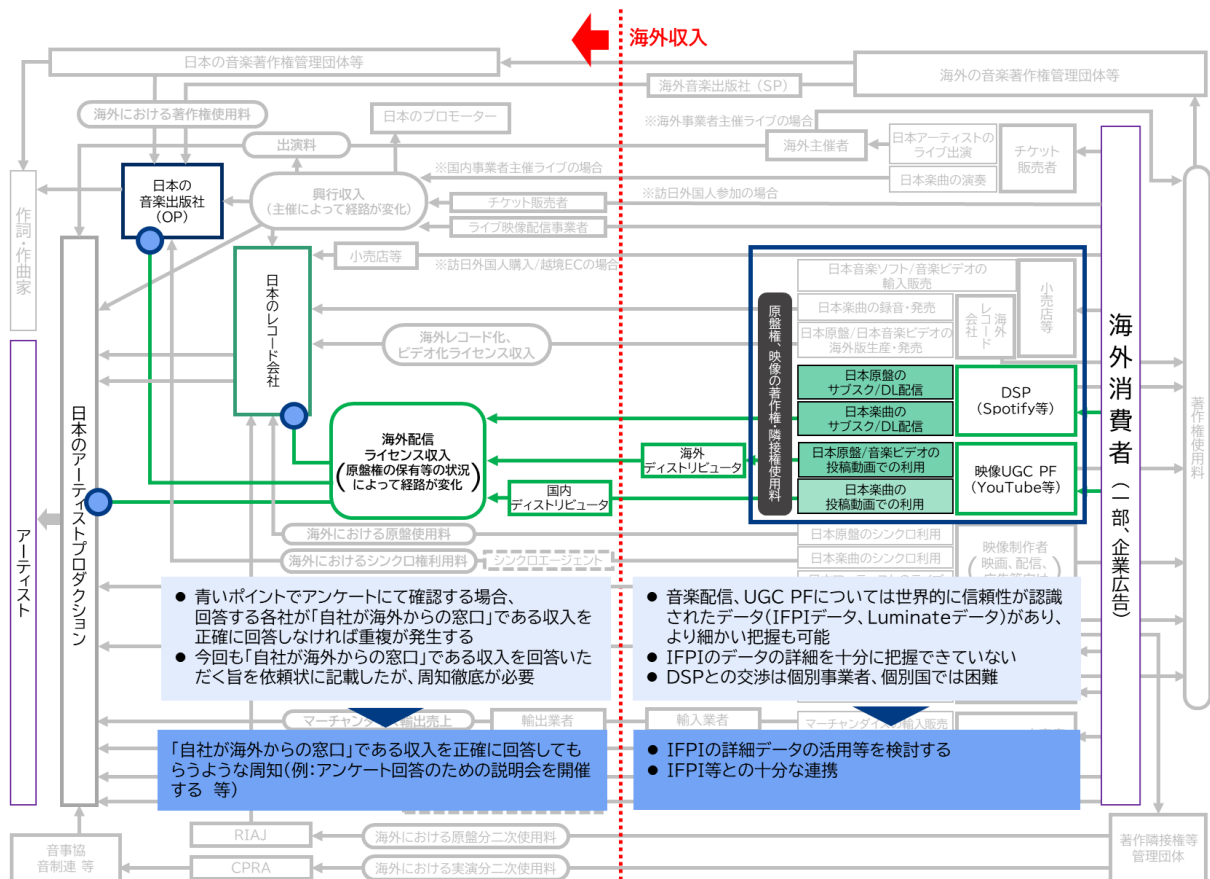 海外収入
日本の音楽著作権管理団体等
海外の音楽著作権管理団体等
海外音楽出版社（SP）
海外における著作権使用料
日本のプロモーター
※海外事業者主催ライブの場合
出演料
海外主催者
日本アーティストの
ライブ出演
日本楽曲の演奏
チケット
販売者
※国内事業者主催ライブの場合
日本の
音楽出版社
（OP）
興行収入
（主催によって経路が変化）
※訪日外国人参加の場合
チケット販売者
ライブ映像配信事業者
作詞・作曲家
小売店等
※訪日外国人購入/越境ECの場合
日本のレコード会社
日本音楽ソフト/音楽ビデオの
輸入販売
小売店等
日本楽曲の録音・発売
海外
レコード
会社
日本原盤/日本音楽ビデオの
海外版生産・発売
海外レコード化、
ビデオ化ライセンス収入
原盤権、映像の著作権・隣接権使用料
海外消費者（一部、企業広告）
著作権使用料
日本原盤の
サブスク/DL配信
日本楽曲の
サブスク/DL配信
DSP
（Spotify等）
日本原盤/音楽ビデオの
投稿動画での利用
日本楽曲の
投稿動画での利用
映像UGC PF
（YouTube等）
海外配信
ライセンス収入
（原盤権の保有等の状況
によって経路が変化）
海外
ディストリビュータ
国内
ディストリビュータ
日本のアーティストプロダクション
アーティスト
海外における原盤使用料
日本原盤のシンクロ利用
海外におけるシンクロ権利用料
シンクロエージェント
日本楽曲のシンクロ利用
映像制作者
映画、配信、
● 青いポイントでアンケートにて確認する場合、
回答する各社が「自社が海外からの窓口」である収入を
正確に回答しなければ重複が発生する
● 今回も「自社が海外からの窓口」である収入を回答いた
だく旨を依頼状に記載したが、周知徹底が必要
● 音楽配信、UGC PFについては世界的に信頼性が認識
されたデータ(IFPIデータ、Luminateデータ)があり、
より細かい把握も可能
● IFPIのデータの詳細を十分に把握できていない
● DSPとの交渉は個別事業者、個別国では困難
輸出売上
輸出業者
輸入業者
の輸入販売
「自社が海外からの窓口」である収入を正確に回答しても
らうような周知(例：アンケート回答のための説明会を開催
する 等)
● IFPIの詳細データの活用等を検討する
● IFPI等との十分な連携
RIAJ
海外における原盤分二次使用料
音事協
音制連 等
CPRA
海外における実演分二次使用料
著作隣接権等
管理団体